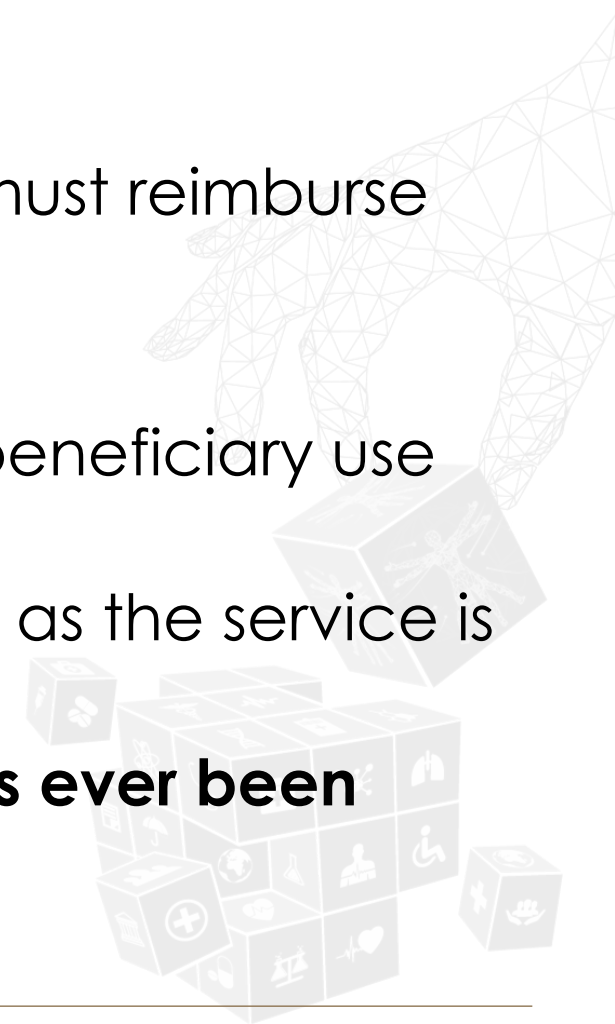 must reimburse
beneficiary use
as the service is
s ever been